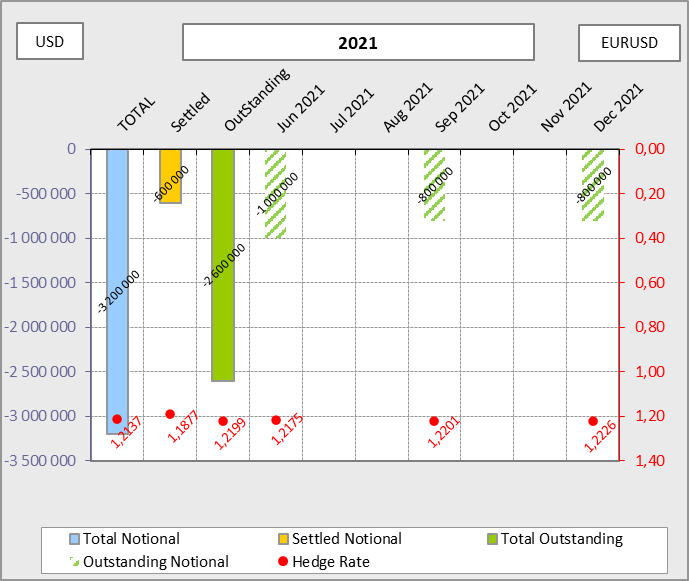 USD
2021
EURUSD
TOTAL
Settled
OutStanding
Jun 2021
Jul 2021
Aug 2021
Sep 2021
Oct 2021
Nov 2021
Dec 2021
0
-500 000
-1 000 000
-1 500 000
-2 000 000
-2 500 000
-3 000 000
-3 500 000
0,00
0,20
0,40
0,60
0,80
1,00
1,20
1,40
-3 200 000
-600 000
-2 600 000
-1 000 000
-800 000
-800 000
1,2137
1,1877
1,2199
1,2175
1,2201
1,2226
Total Notional
Settled Notional
Total Outstanding
Outstanding Notional
Hedge Rate